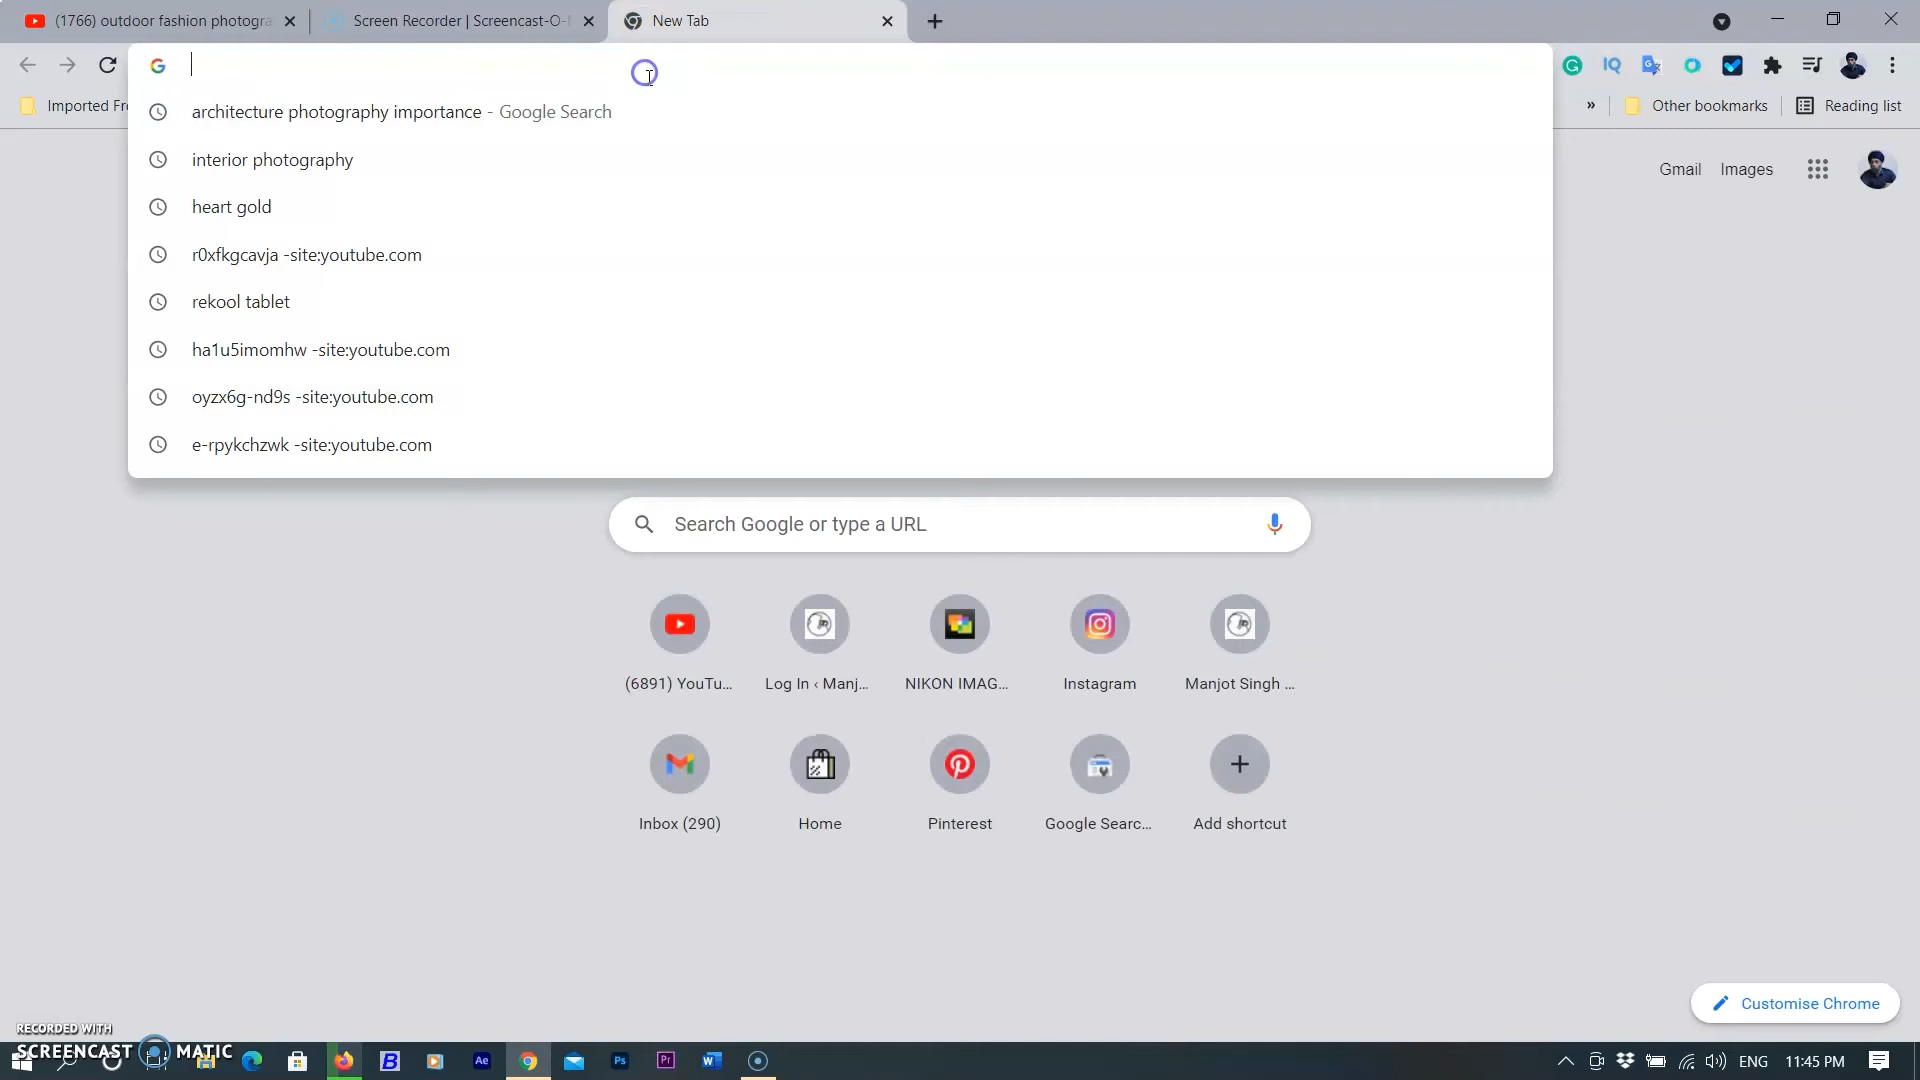 (1766) outdoor fashion photogra
Screen Recorder | Screencast-O-
New Tab
Imported Fr
»
Other bookmarks
Reading list
architecture photography importance - Google Search
interior photography
heart gold
r0xfkgcavja -site:youtube.com
rekool tablet
ha1u5imomhw -site:youtube.com
oyzx6g-nd9s -site:youtube.com
e-rpykchzwk -site:youtube.com
Gmail Images
Search Google or type a URL
(6891) YouTu...
Log In ‹ Manj...
NIKON IMAG...
Instagram
Manjot Singh ...
Inbox (290)
Home
Pinterest
Google Searc...
Add shortcut
Customise Chrome
RECORDED WITH
SCREENCAST MATIC
ENG
11:45 PM